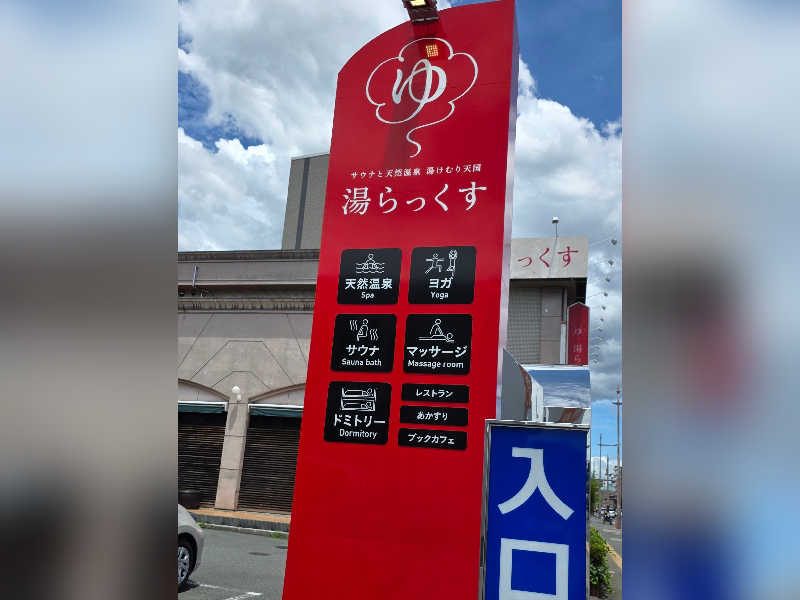 ゆ
サウナと天然温泉 湯けむり天国
湯らっくす
天然温泉
Spa
ヨガ
Yoga
サウナ
Sauna bath
マッサージ
Massage room
ドミトリー
Dormitory
レストラン
あかすり
ブックカフェ
っくす
ゆ
湯ら
入口